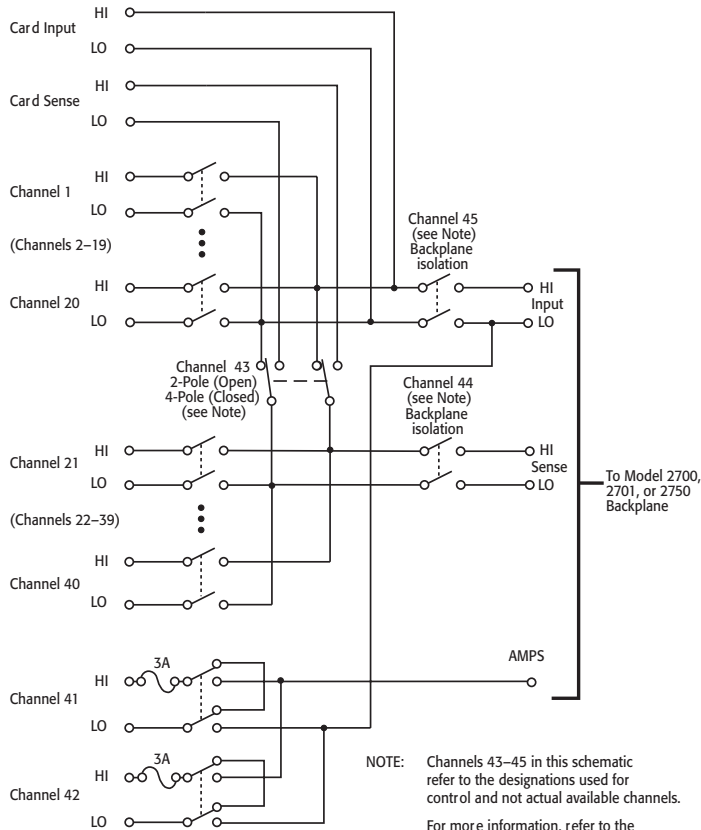 HI
Card Input
LO
HI
Card Sense
LO
HI
Channel 1
LO
(Channels 2–19)
HI
Channel 20
LO
Channel 45
(see Note)
Backplane
isolation
HI
Input
LO
Channel 43
2-Pole (Open)
4-Pole (Closed)
(see Note)
Channel 44
(see Note)
Backplane
isolation
HI
Channel 21
LO
HI
Sense
LO
To Model 2700,
2701, or 2750
Backplane
(Channels 22–39)
HI
Channel 40
LO
AMPS
3A
HI
Channel 41
LO
3A
HI
Channel 42
LO
NOTE: Channels 43–45 in this schematic
refer to the designations used for
control and not actual available channels.
For more information, refer to the